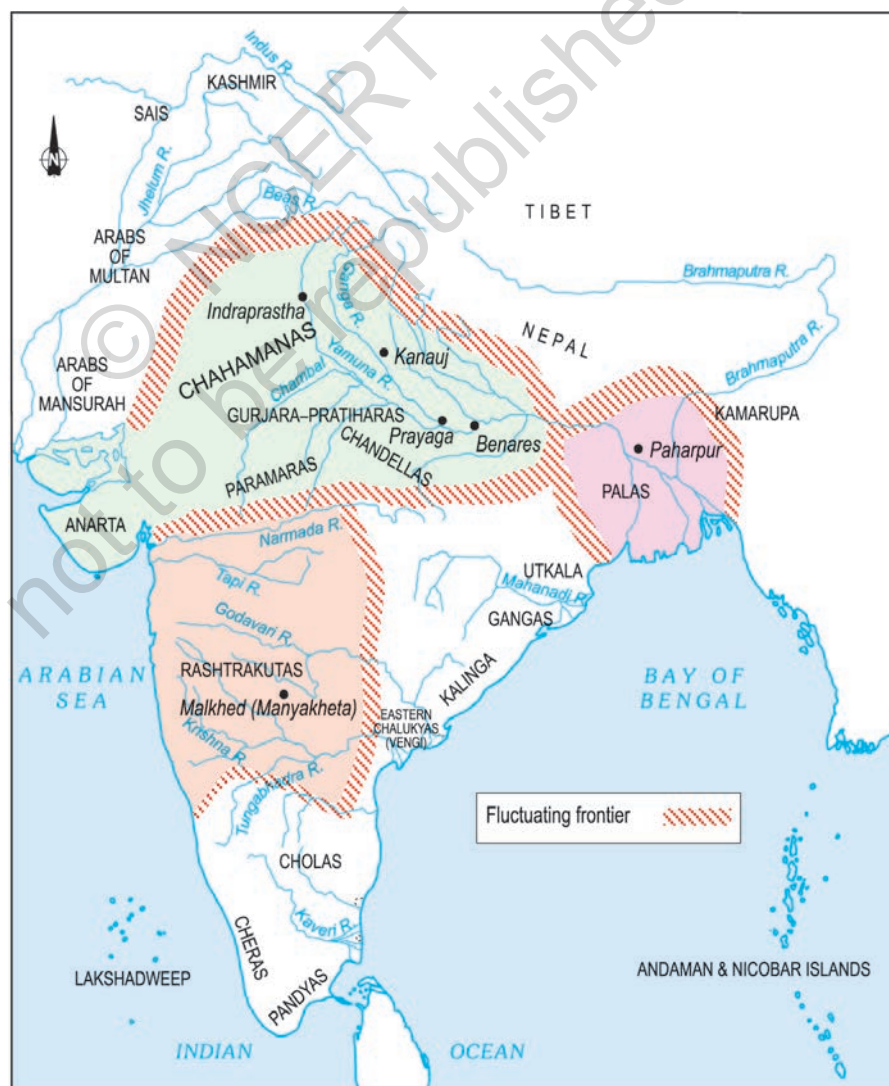 © NCERT
not to be republished
Indus R.
KASHMIR
SAIS
N
Jhelum R.
Beas R.
TIBET
ARABS
OF
MULTAN
Brahmaputra R.
Indraprastha
Ganga R.
NEPAL
CHAHAMANAS
Kanauj
Brahmaputra R.
ARABS
OF
MANSURAH
Chambal
Yamuna R.
KAMARUPA
GURJARA–PRATIHARAS
Prayaga
Benares
CHANDELLAS
Paharpur
PARAMARAS
PALAS
ANARTA
Narmada R.
UTKALA
Tapi R.
Mahanadi R.
GANGAS
Godavari R.
ARABIAN
SEA
RASHTRAKUTAS
KALINGA
BAY OF
BENGAL
Malkhed (Manyakheta)
EASTERN
CHALUKYAS
(VENGI)
Krishna R.
Tungabhadra R.
Fluctuating frontier
CHOLAS
Kaveri R.
CHERAS
LAKSHADWEEP
PANDYAS
ANDAMAN & NICOBAR ISLANDS
INDIAN
OCEAN